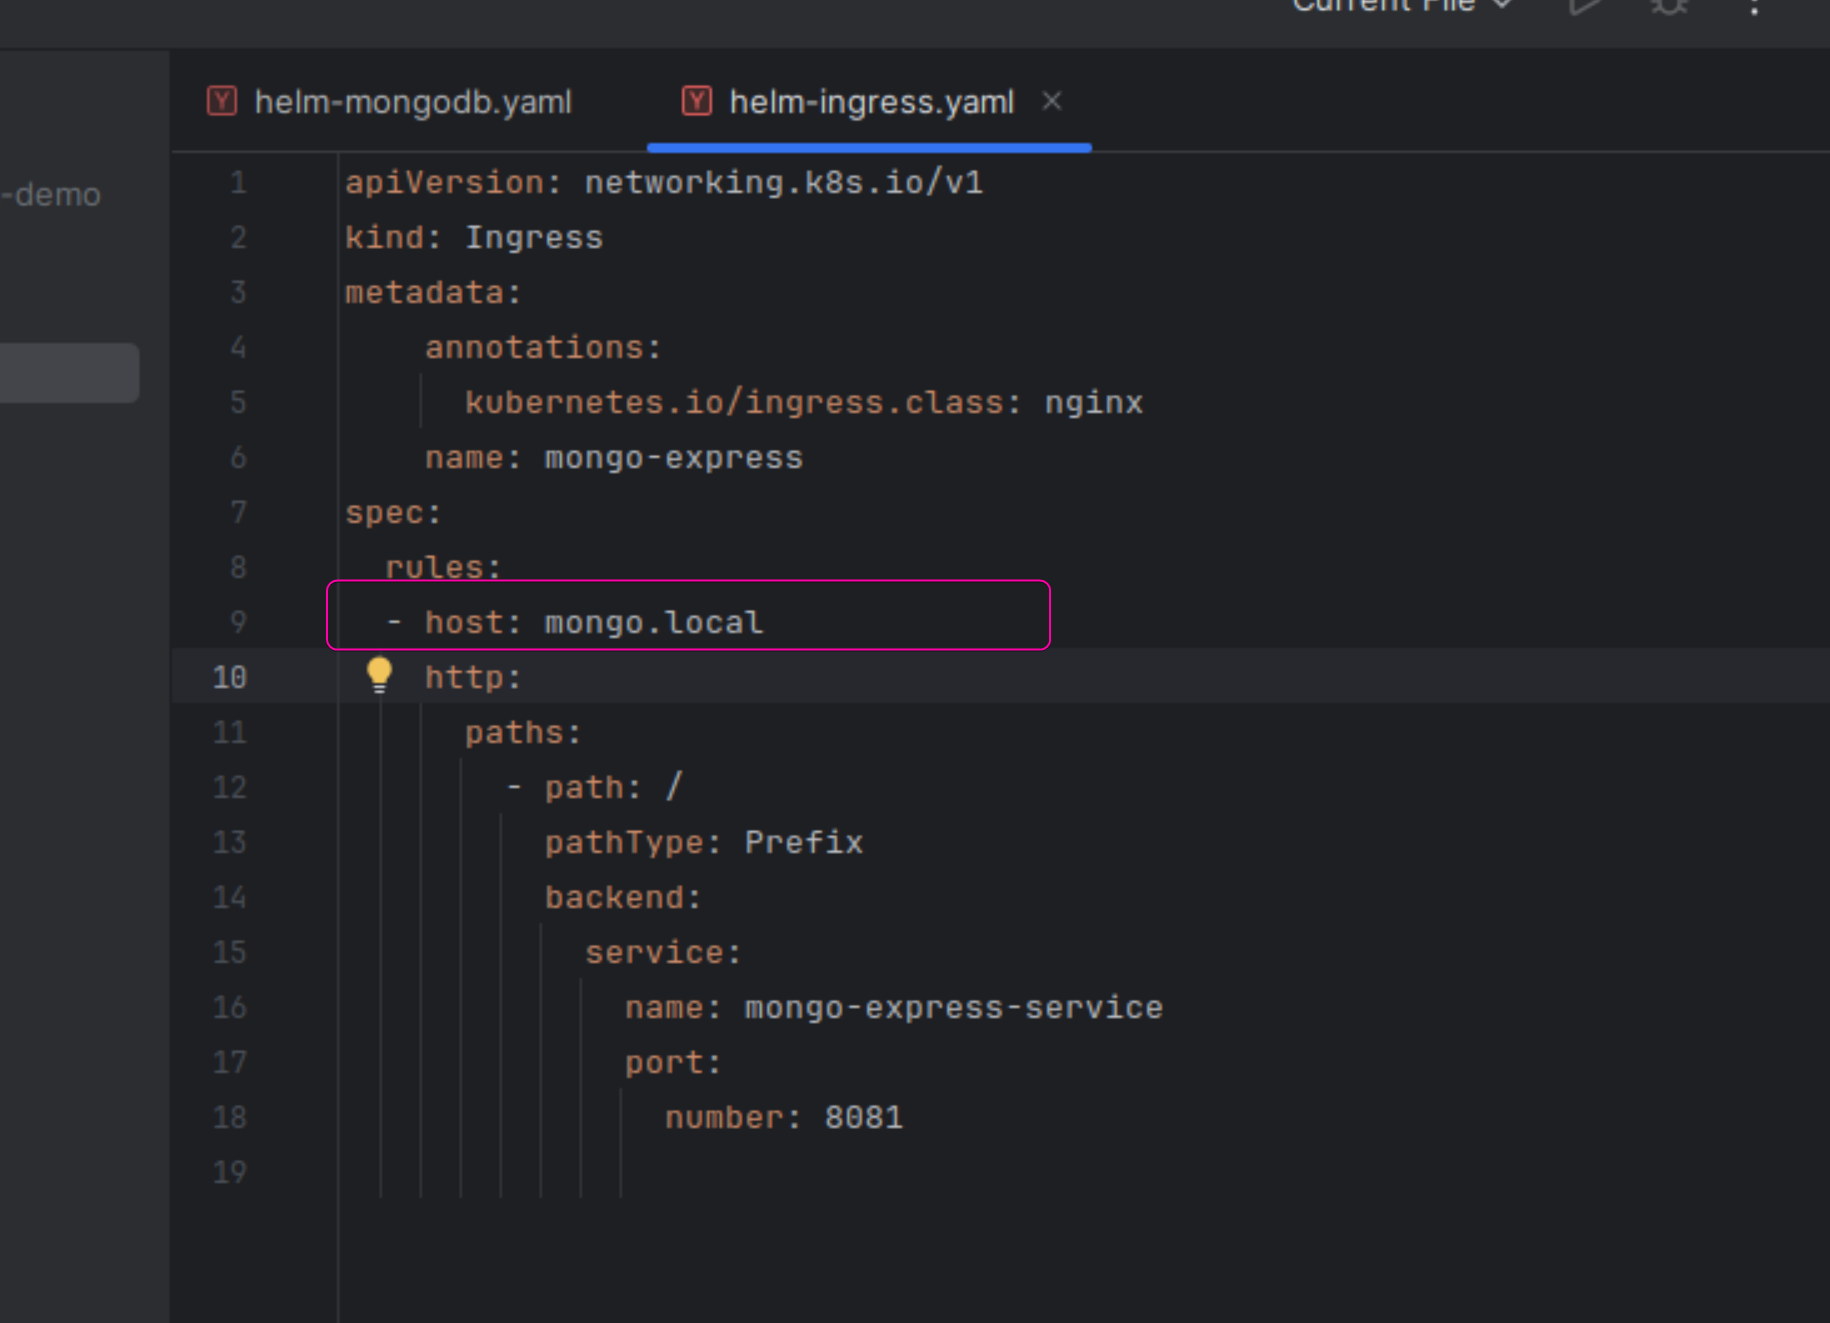 Current File
helm-mongodb.yaml helm-ingress.yaml
-demo
1 apiVersion: networking.k8s.io/v1
2 kind: Ingress
3 metadata:
4     annotations:
5       kubernetes.io/ingress.class: nginx
6     name: mongo-express
7 spec:
8   rules:
9   - host: mongo.local
10     http:
11       paths:
12         - path: /
13           pathType: Prefix
14           backend:
15             service:
16               name: mongo-express-service
17               port:
18                 number: 8081
19